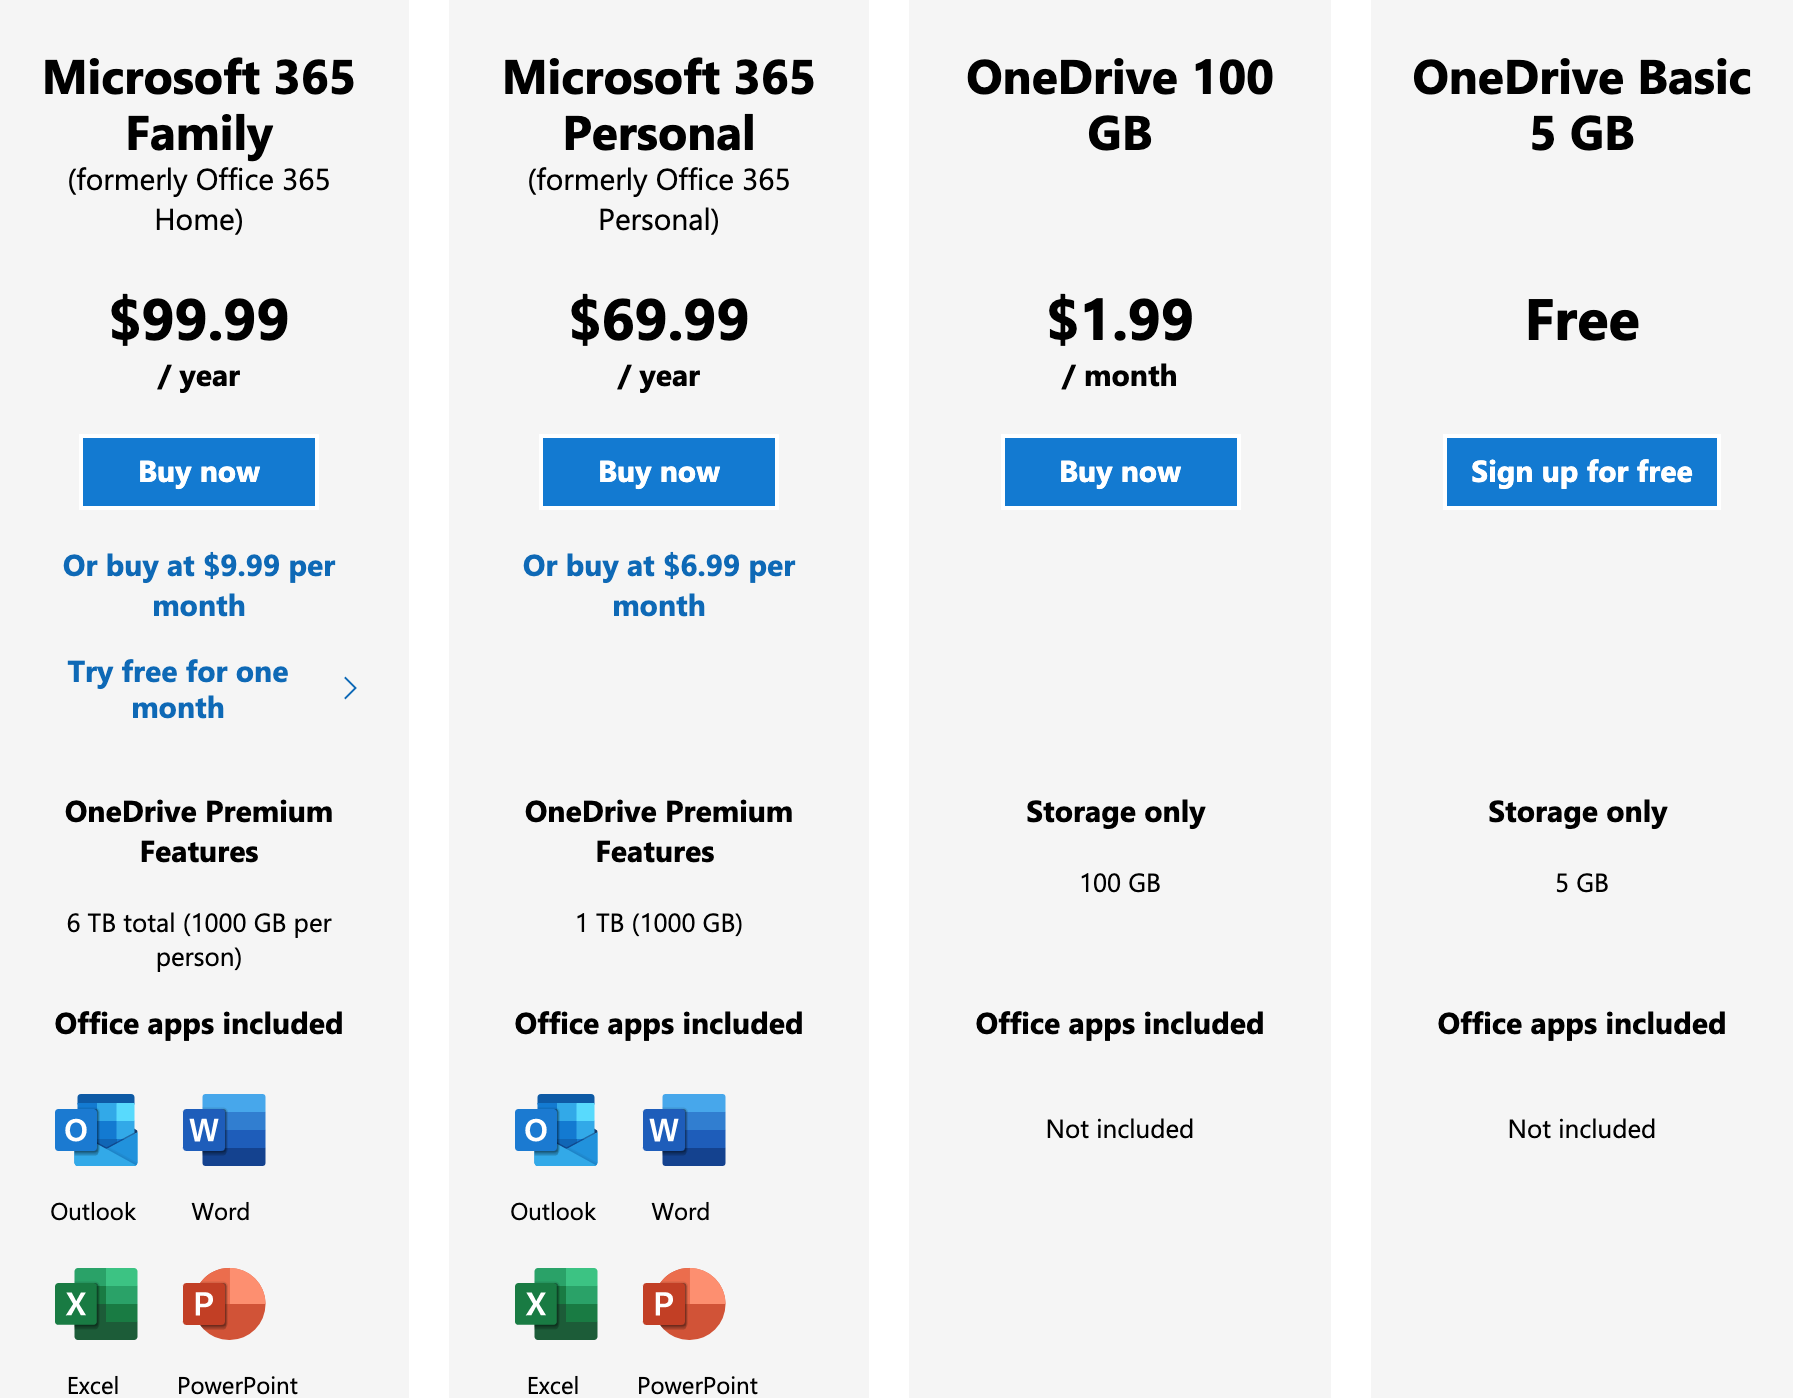 Microsoft 365
Family
(formerly Office 365
Home)
$99.99
/ year
Buy now
Or buy at $9.99 per
month
Try free for one
month
OneDrive Premium
Features
6 TB total (1000 GB per
person)
Office apps included
O
W
Outlook
Word
X
P
Excel
PowerPoint
Microsoft 365
Personal
(formerly Office 365
Personal)
$69.99
/ year
Buy now
Or buy at $6.99 per
month
OneDrive Premium
Features
1 TB (1000 GB)
Office apps included
O
W
Outlook
Word
X
P
Excel
PowerPoint
OneDrive 100
GB
$1.99
/ month
Buy now
Storage only
100 GB
Office apps included
Not included
OneDrive Basic
5 GB
Free
Sign up for free
Storage only
5 GB
Office apps included
Not included